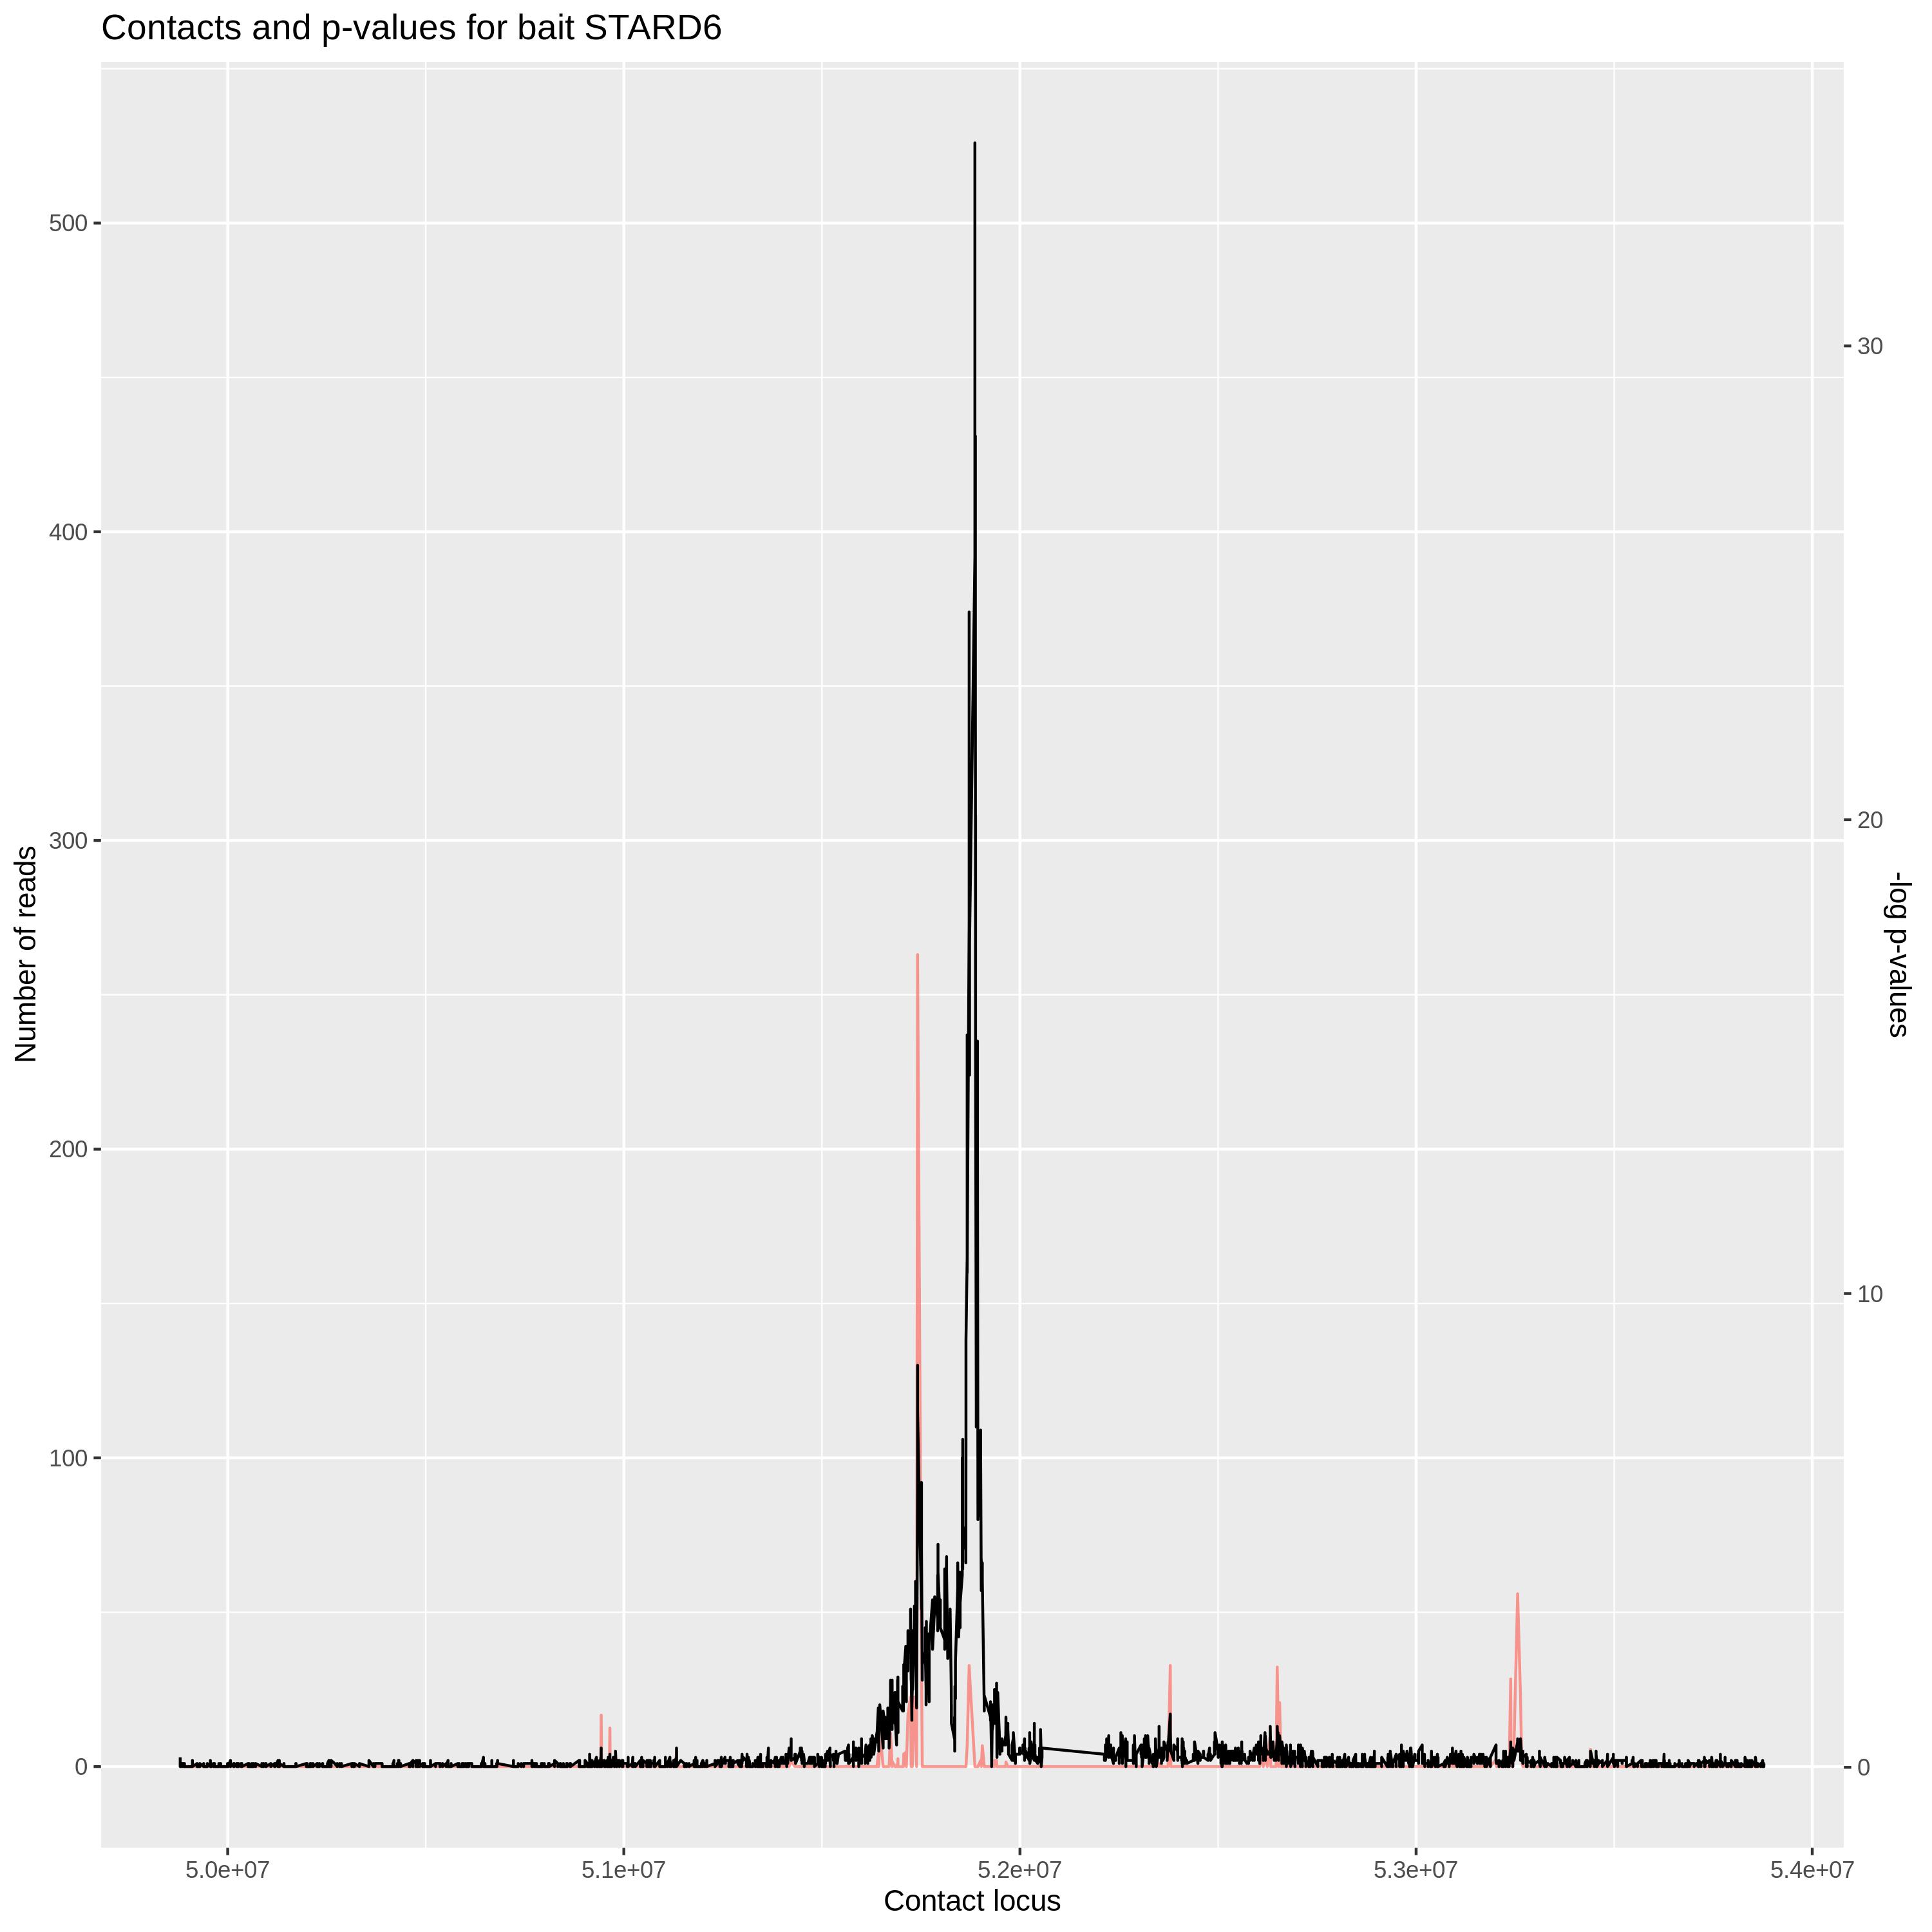 Contacts and p-values for bait STARD6
500
400
300
200
100
0
Number of reads
30
20
10
0
-log p-values
5.0e+07
5.1e+07
5.2e+07
5.3e+07
5.4e+07
Contact locus